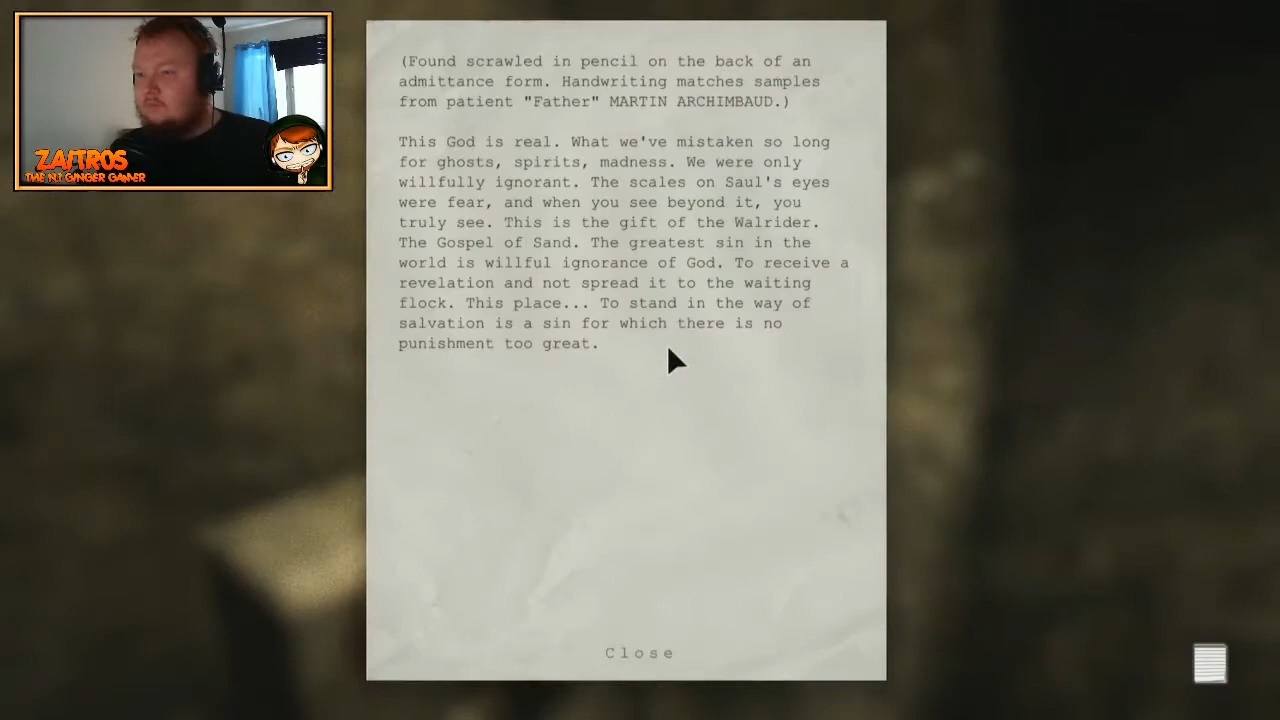 ZAITROS
THE N.I GINGER GAMER
(Found scrawled in pencil on the back of an
admittance form. Handwriting matches samples
from patient "Father" MARTIN ARCHIMBAUD.)
This God is real. What we've mistaken so long
for ghosts, spirits, madness. We were only
willfully ignorant. The scales on Saul's eyes
were fear, and when you see beyond it, you
truly see. This is the gift of the Walrider.
The Gospel of Sand. The greatest sin in the
world is willful ignorance of God. To receive a
revelation and not spread it to the waiting
flock. This place... To stand in the way of
salvation is a sin for which there is no
punishment too great.
Close